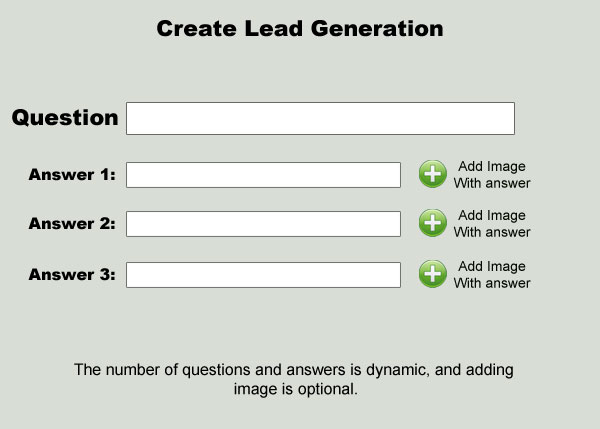 Create Lead Generation
Question
Answer 1:
Add Image
With answer
Answer 2:
Add Image
With answer
Answer 3:
Add Image
With answer
The number of questions and answers is dynamic, and adding
image is optional.